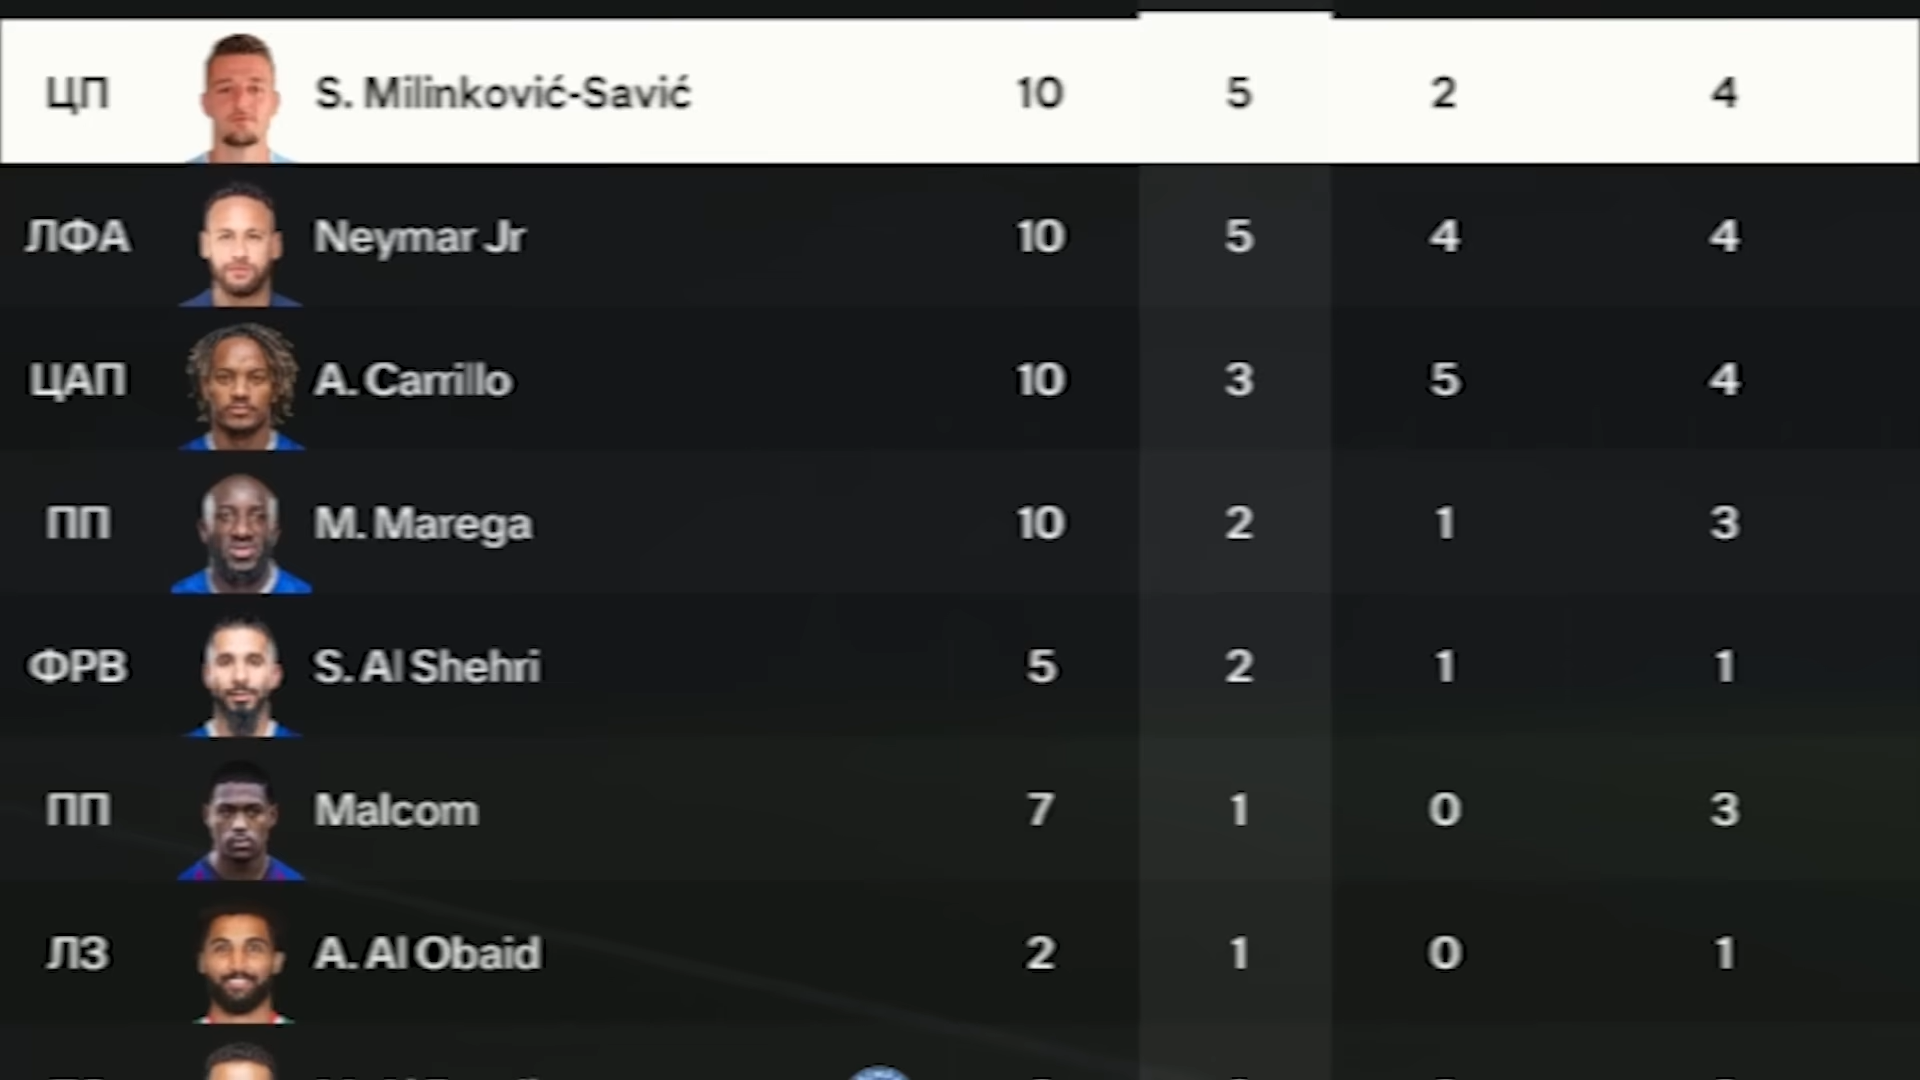 ЦП S. Milinković-Savić 10 5 2 4
ЛФА Neymar Jr 10 5 4 4
ЦАП A. Carrillo 10 3 5 4
ПП M. Marega 10 2 1 3
ФРВ S. Al Shehri 5 2 1 1
ПП Malcom 7 1 0 3
ЛЗ A. Al Obaid 2 1 0 1